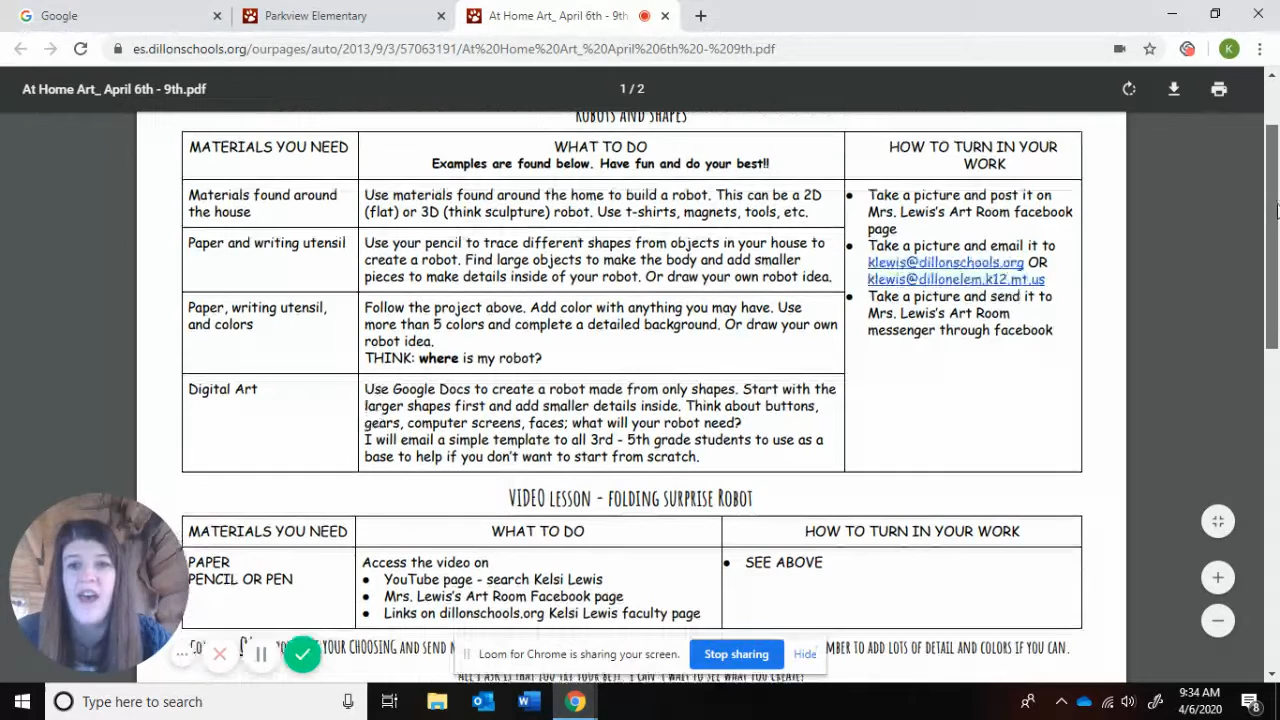 Google
Parkview Elementary
At Home Art_ April 6th - 9th
es.dillonschools.org/ourpages/auto/2013/9/3/57063191/At%20Home%20Art_%20April%206th%20-%209th.pdf
K
At Home Art_ April 6th - 9th.pdf
1 / 2
ROBOTS AND SHAPES
MATERIALS YOU NEED
WHAT TO DO
Examples are found below. Have fun and do your best!!
HOW TO TURN IN YOUR
WORK
Materials found around
the house
Use materials found around the home to build a robot. This can be a 2D
(flat) or 3D (think sculpture) robot. Use t-shirts, magnets, tools, etc.
Paper and writing utensil
Use your pencil to trace different shapes from objects in your house to
create a robot. Find large objects to make the body and add smaller
pieces to make details inside of your robot. Or draw your own robot idea.
Paper, writing utensil,
and colors
Follow the project above. Add color with anything you may have. Use
more than 5 colors and complete a detailed background. Or draw your own
robot idea.
THINK: where is my robot?
Digital Art
Use Google Docs to create a robot made from only shapes. Start with the
larger shapes first and add smaller details inside. Think about buttons,
gears, computer screens, faces; what will your robot need?
I will email a simple template to all 3rd - 5th grade students to use as a
base to help if you don't want to start from scratch.
• Take a picture and post it on
Mrs. Lewis's Art Room facebook
page
• Take a picture and email it to
klewis@dillonschools.org OR
klewis@dillonelem.k12.mt.us
• Take a picture and send it to
Mrs. Lewis's Art Room
messenger through facebook
VIDEO LESSON - FOLDING SURPRISE ROBOT
MATERIALS YOU NEED
WHAT TO DO
HOW TO TURN IN YOUR WORK
PAPER
PENCIL OR PEN
Access the video on
• YouTube page - search Kelsi Lewis
• Mrs. Lewis's Art Room Facebook page
• Links on dillonschools.org Kelsi Lewis faculty page
• SEE ABOVE
YOUR CHOOSING AND SEND
TO ADD LOTS OF DETAIL AND COLORS IF YOU CAN.
ALL I ASK IS THAT YOU TRY YOUR BEST. I CAN'T WAIT TO SEE WHAT YOU CREATE!
Loom for Chrome is sharing your screen.
Stop sharing
Hide
Type here to search
9:34 AM
4/6/2020
8